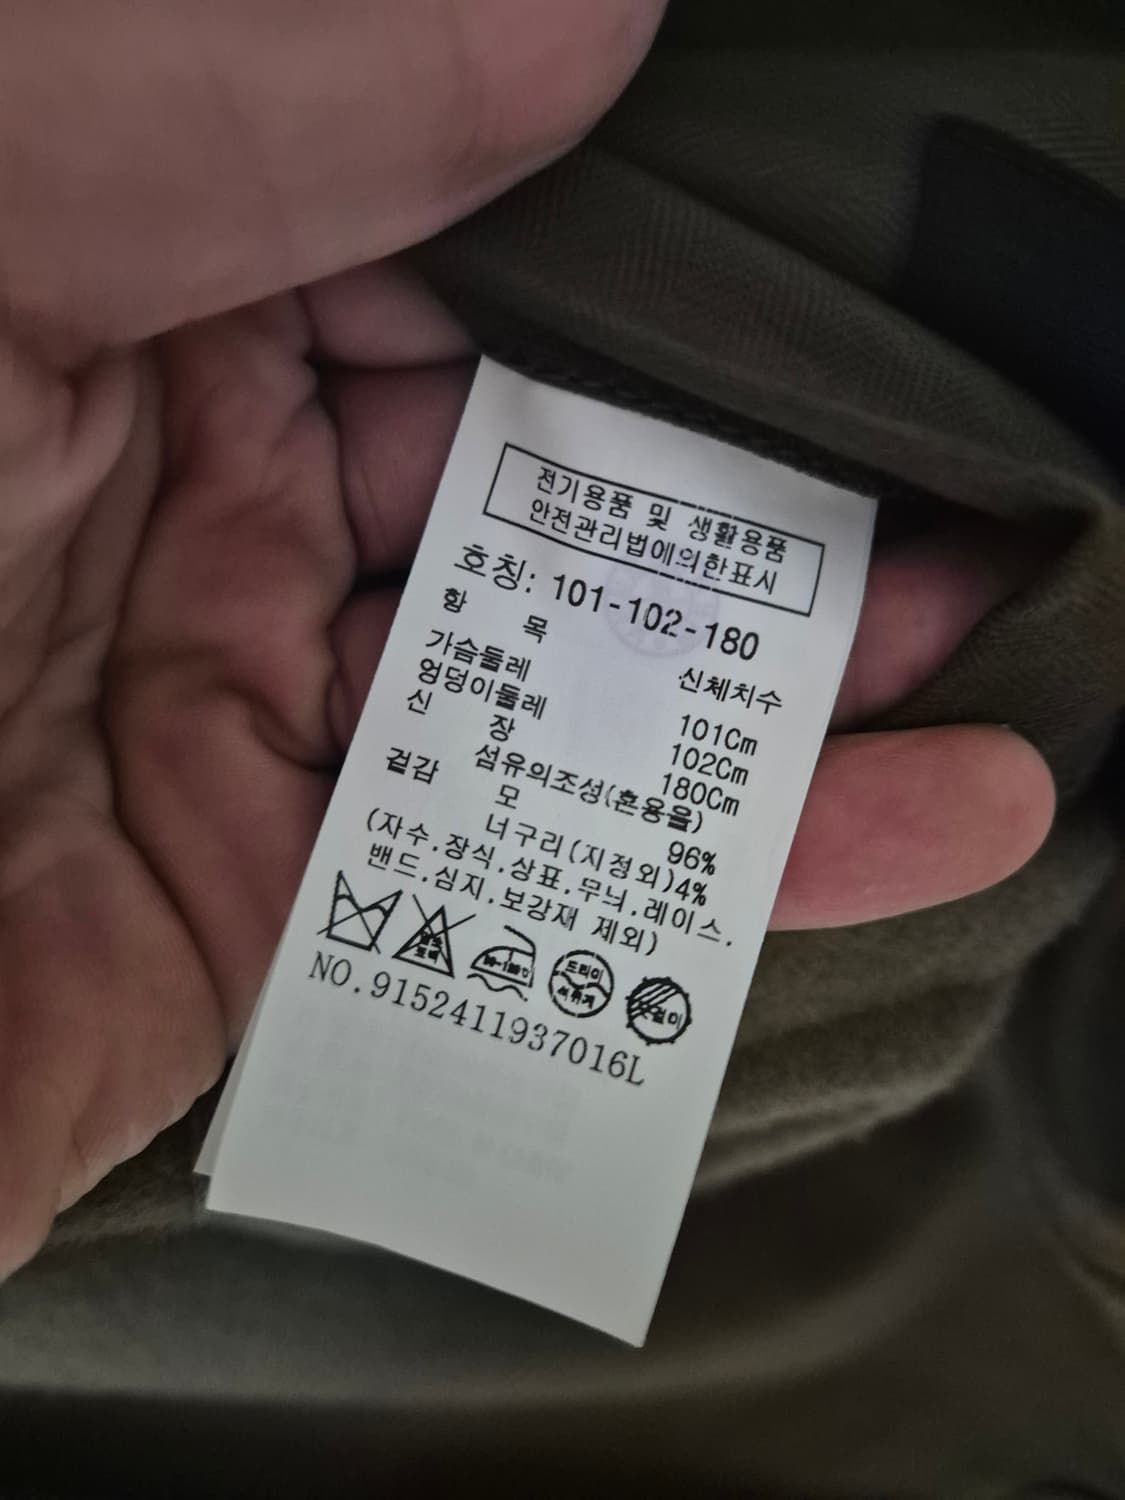 전기용품 및 생활용품
안전관리법에의한표시
호칭: 101-102-180
항 목 신체치수
가슴둘레 101Cm
엉덩이둘레 102Cm
신 장 180Cm
섬유의조성(혼용율)
겉감 모 96%
너구리(지정외)4%
(자수.장식.상표.무늬.레이스.
밴드.심지.보강재 제외)
드라이
NO.9152411937016L